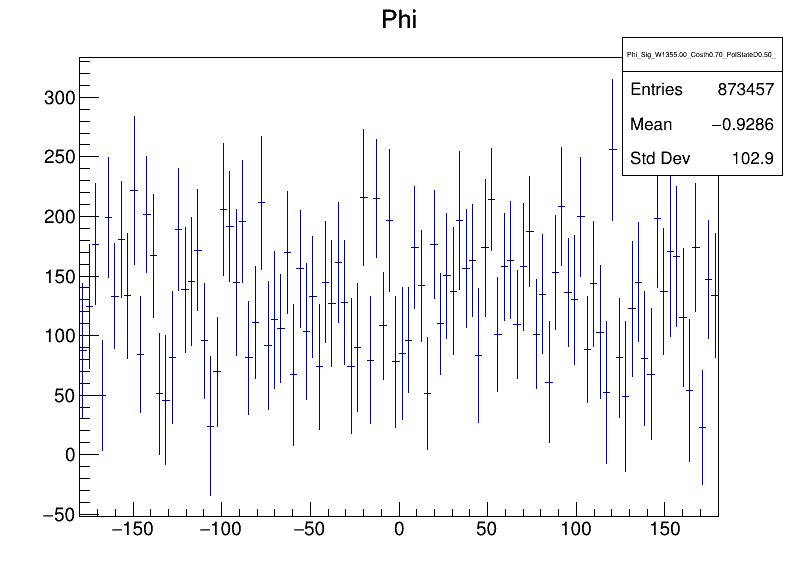 Phi
Phi_Sig_W1355.00_Costh0.70_PolStateD0.50_
Entries 873457
Mean −0.9286
Std Dev 102.9
300
250
200
150
100
50
0
−50
−150 −100 −50 0 50 100 150